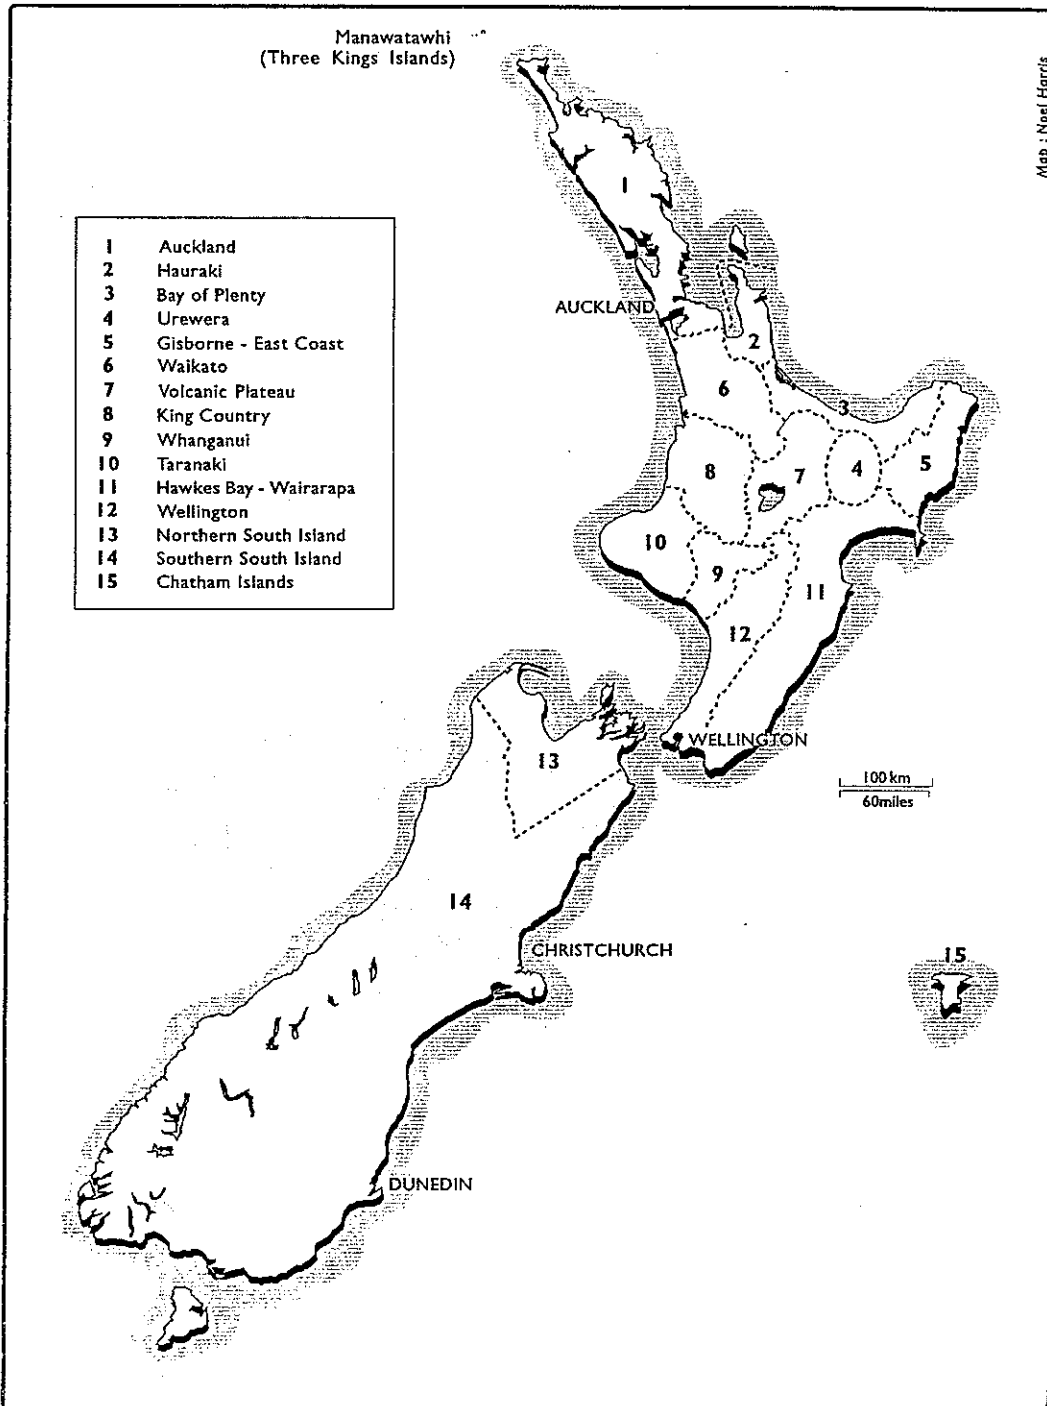 Manawatawhi
(Three Kings Islands)
Map : Noel Harris
1 Auckland
2 Hauraki
3 Bay of Plenty
4 Urewera
5 Gisborne - East Coast
6 Waikato
7 Volcanic Plateau
8 King Country
9 Whanganui
10 Taranaki
11 Hawkes Bay - Wairarapa
12 Wellington
13 Northern South Island
14 Southern South Island
15 Chatham Islands
1
AUCKLAND
2
6
3
8
7
4
5
10
9
11
12
WELLINGTON
13
100 km
60miles
14
CHRISTCHURCH
15
DUNEDIN